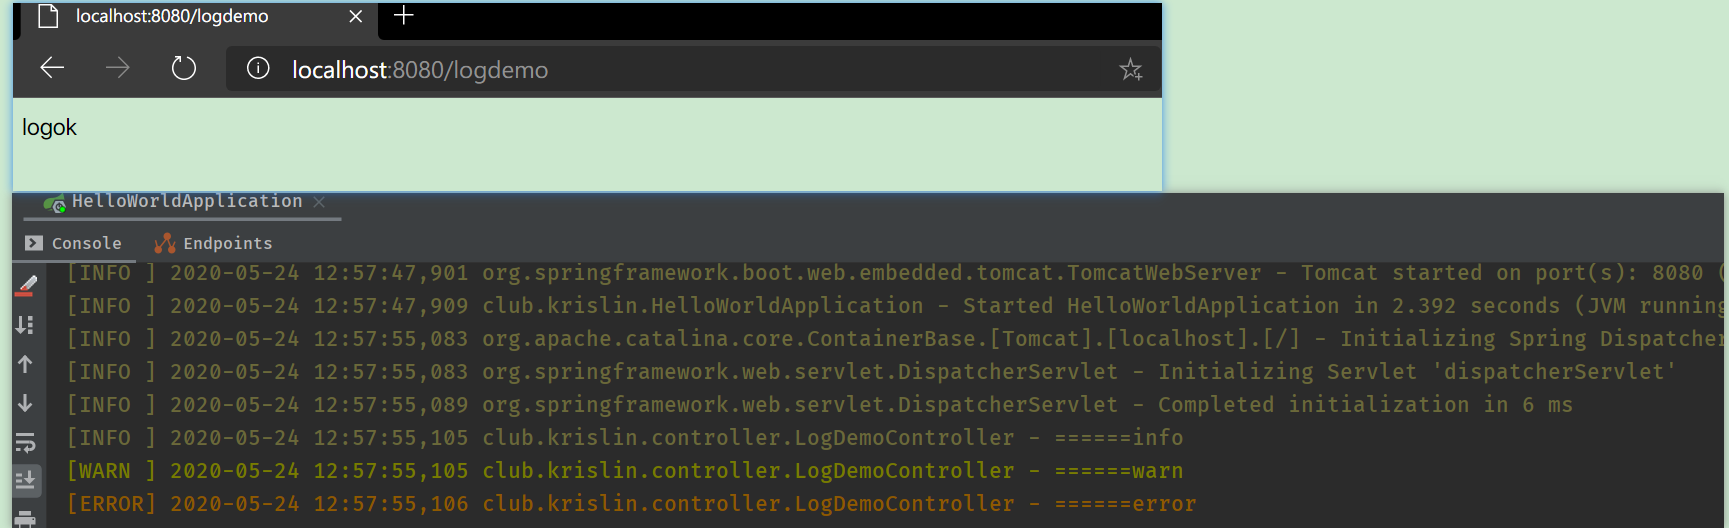 localhost:8080/logdemo
localhost:8080/logdemo
logok
HelloWorldApplication
Console Endpoints
[INFO ] 2020-05-24 12:57:47,901 org.springframework.boot.web.embedded.tomcat.TomcatWebServer - Tomcat started on port(s): 8080 (
[INFO ] 2020-05-24 12:57:47,909 club.krislin.HelloWorldApplication - Started HelloWorldApplication in 2.392 seconds (JVM running
[INFO ] 2020-05-24 12:57:55,083 org.apache.catalina.core.ContainerBase.[Tomcat].[localhost].[/] - Initializing Spring Dispatcher
[INFO ] 2020-05-24 12:57:55,083 org.springframework.web.servlet.DispatcherServlet - Initializing Servlet 'dispatcherServlet'
[INFO ] 2020-05-24 12:57:55,089 org.springframework.web.servlet.DispatcherServlet - Completed initialization in 6 ms
[INFO ] 2020-05-24 12:57:55,105 club.krislin.controller.LogDemoController - ======info
[WARN ] 2020-05-24 12:57:55,105 club.krislin.controller.LogDemoController - ======warn
[ERROR] 2020-05-24 12:57:55,106 club.krislin.controller.LogDemoController - ======error